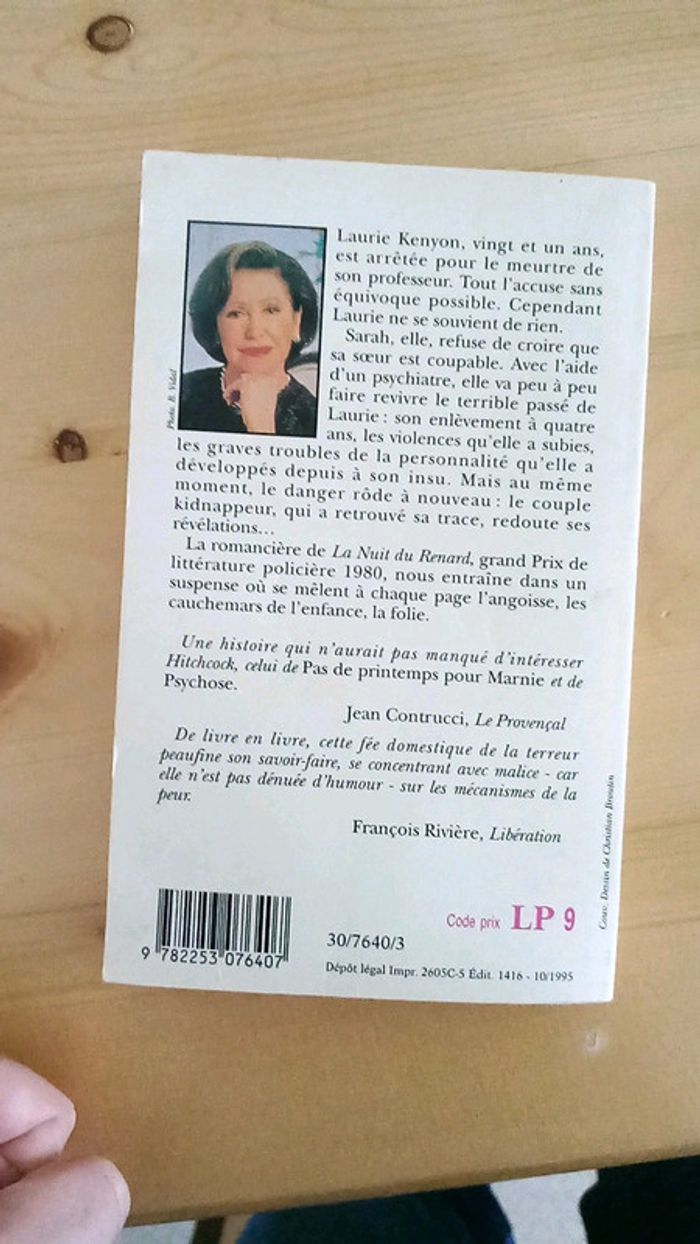 Laurie Kenyon, vingt et un ans,
est arrêtée pour le meurtre de
son professeur. Tout l'accuse sans
équivoque possible. Cependant
Laurie ne se souvient de rien.
Sarah, elle, refuse de croire que
sa sœur est coupable. Avec l'aide
d'un psychiatre, elle va peu à peu
faire revivre le terrible passé de
Laurie : son enlèvement à quatre
ans, les violences qu'elle a subies,
les graves troubles de la personnalité qu'elle a
développés depuis à son insu. Mais au même
moment, le danger rôde à nouveau : le couple
kidnappeur, qui a retrouvé sa trace, redoute ses
révélations...
La romancière de La Nuit du Renard, grand Prix de
littérature policière 1980, nous entraîne dans un
suspense où se mêlent à chaque page l'angoisse, les
cauchemars de l'enfance, la folie.
Une histoire qui n'aurait pas manqué d'intéresser
Hitchcock, celui de Pas de printemps pour Marnie et de
Psychose.
Jean Contrucci, Le Provençal
De livre en livre, cette fée domestique de la terreur
peaufine son savoir-faire, se concentrant avec malice - car
elle n'est pas dénuée d'humour - sur les mécanismes de la
peur.
François Rivière, Libération
Photo B. Vidal
Couv. Dessin de Christian Broutin
Code prix LP 9
9 782253 076407
30/7640/3
Dépôt légal Impr. 2605C-5 Édit. 1416 - 10/1995